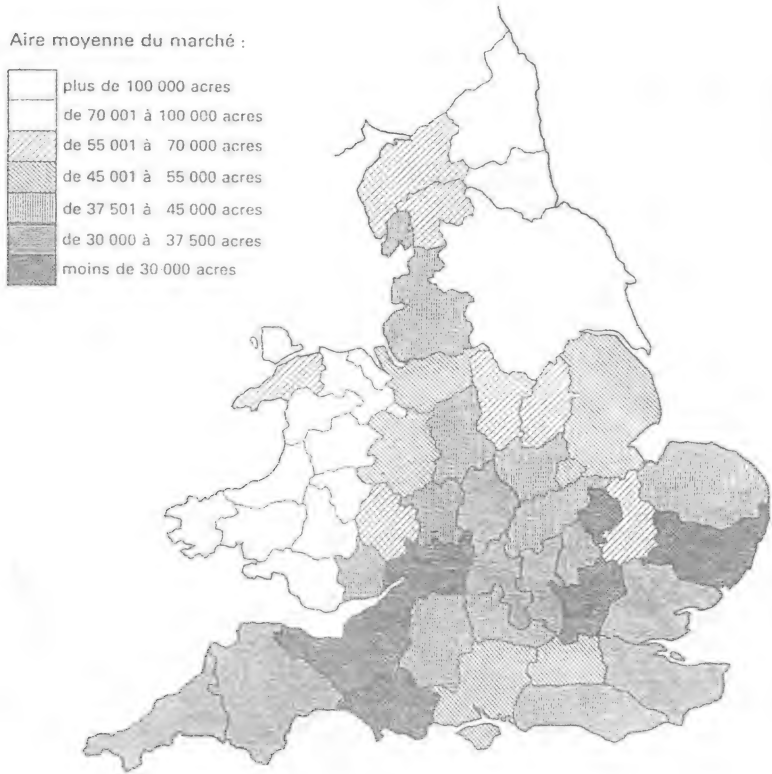 Aire moyenne du marché :
plus de 100 000 acres
de 70 001 à 100 000 acres
de 55 001 à 70 000 acres
de 45 001 à 55 000 acres
de 37 501 à 45 000 acres
de 30 000 à 37 500 acres
moins de 30 000 acres